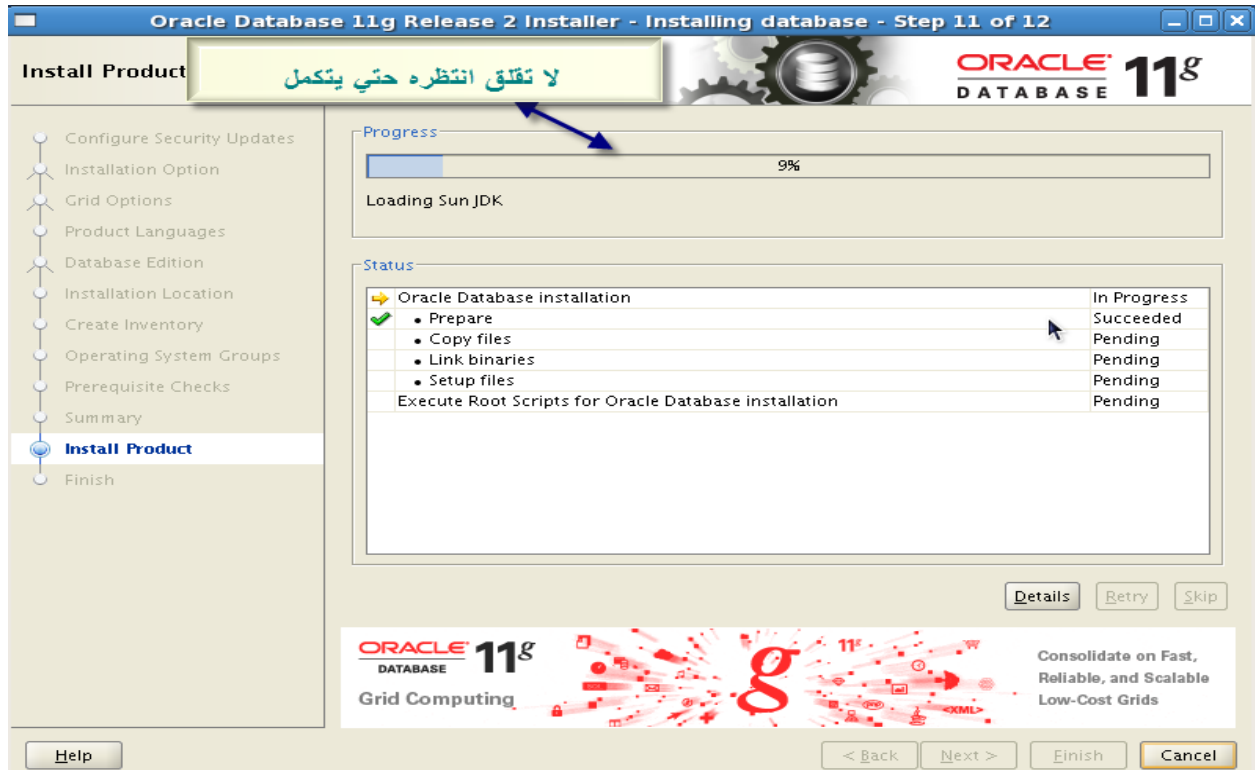 Oracle Database 11g Release 2 Installer - Installing database - Step 11 of 12
Install Product
لا تقلق انتظره حتي يتكمل
ORACLE 11g
DATABASE
Configure Security Updates
Installation Option
Grid Options
Product Languages
Database Edition
Installation Location
Create Inventory
Operating System Groups
Prerequisite Checks
Summary
Install Product
Finish
Progress
9%
Loading Sun JDK
Status
Oracle Database installation In Progress
• Prepare Succeeded
• Copy files Pending
• Link binaries Pending
• Setup files Pending
Execute Root Scripts for Oracle Database installation Pending
Details Retry Skip
ORACLE 11g
DATABASE
Grid Computing
g
11g
<XML>
Consolidate on Fast,
Reliable, and Scalable
Low-Cost Grids
Help < Back Next > Finish Cancel